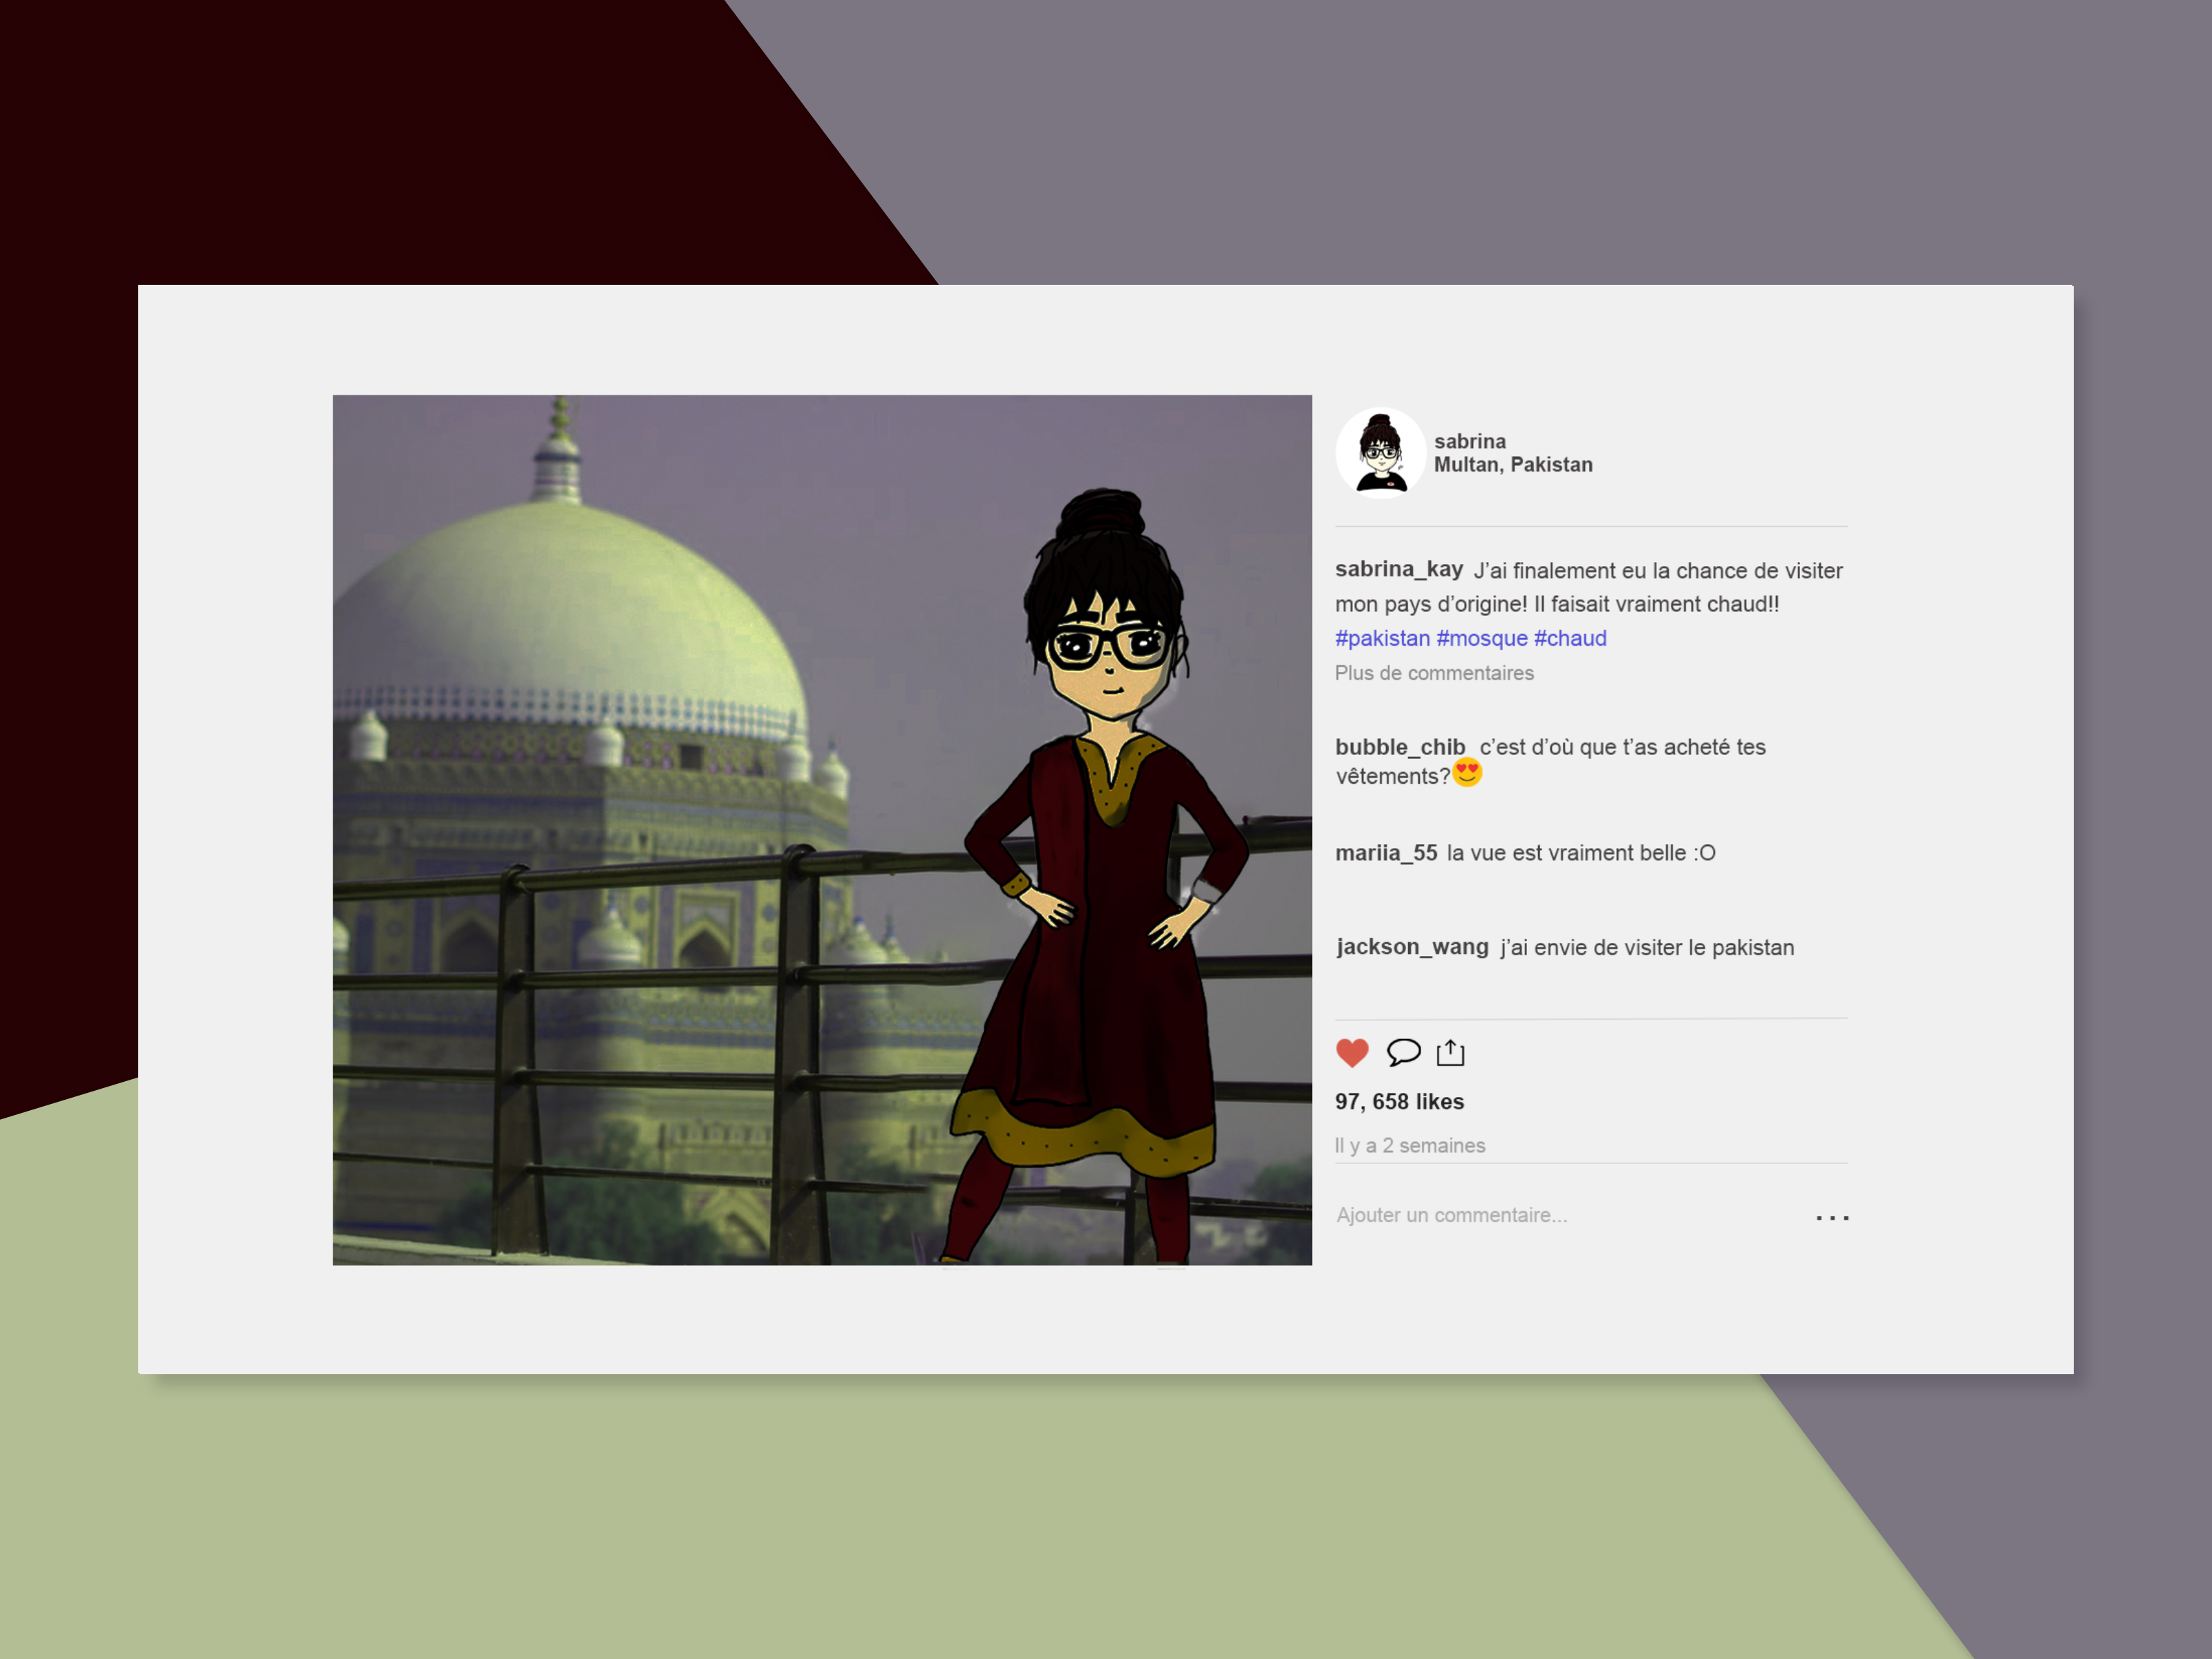 sabrina
Multan, Pakistan
sabrina_kay J’ai finalement eu la chance de visiter
mon pays d’origine! Il faisait vraiment chaud!!
#pakistan #mosque #chaud
Plus de commentaires
bubble_chib c’est d’où que t’as acheté tes
vêtements?😍
mariia_55 la vue est vraiment belle :O
jackson_wang j’ai envie de visiter le pakistan
97, 658 likes
Il y a 2 semaines
Ajouter un commentaire...